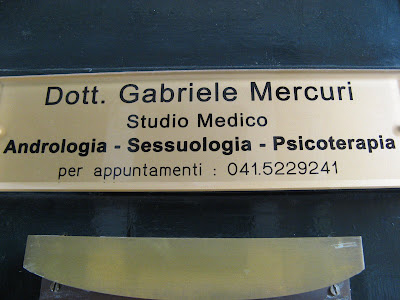 Dott. Gabriele Mercuri
Studio Medico
Andrologia - Sessuologia - Psicoterapia
per appuntamenti : 041.5229241